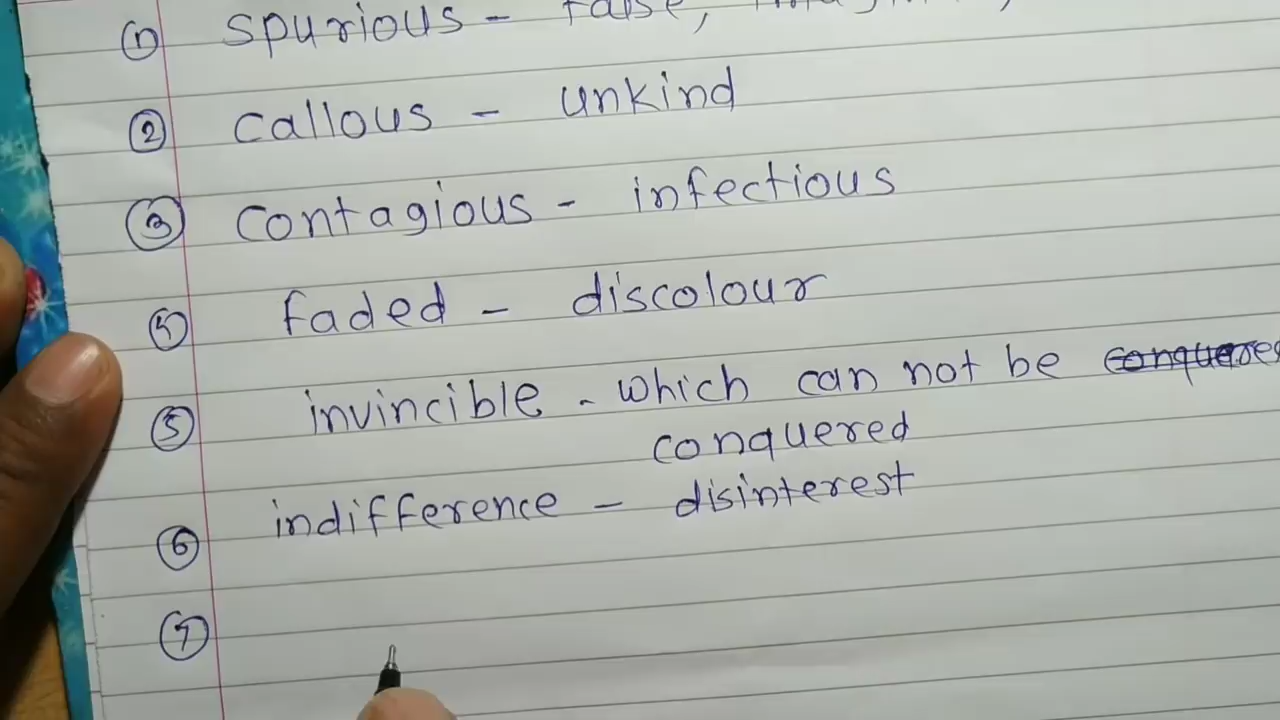 ① spurious - false,
② callous - unkind
③ contagious - infectious
④ faded - discolour
⑤ invincible - which can not be
conquered
⑥ indifference - disinterest
⑦